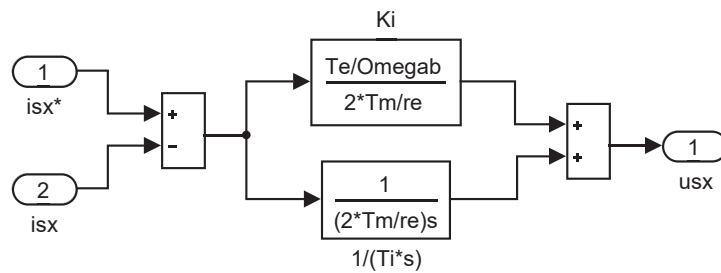 Ki
1
isx*
Te/Omegab
2*Tm/re
+
−
+
+
1
usx
2
isx
1
(2*Tm/re)s
1/(Ti*s)